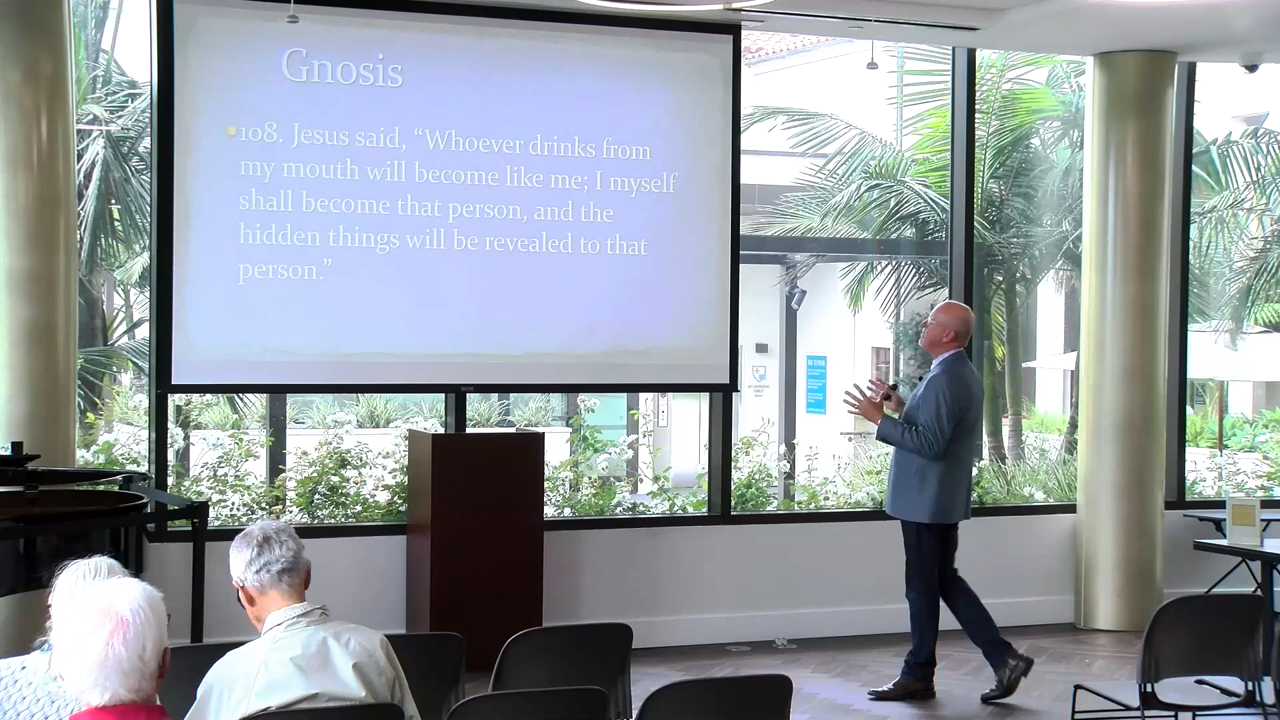 Gnosis
108. Jesus said, “Whoever drinks from
my mouth will become like me; I myself
shall become that person, and the
hidden things will be revealed to that
person.”